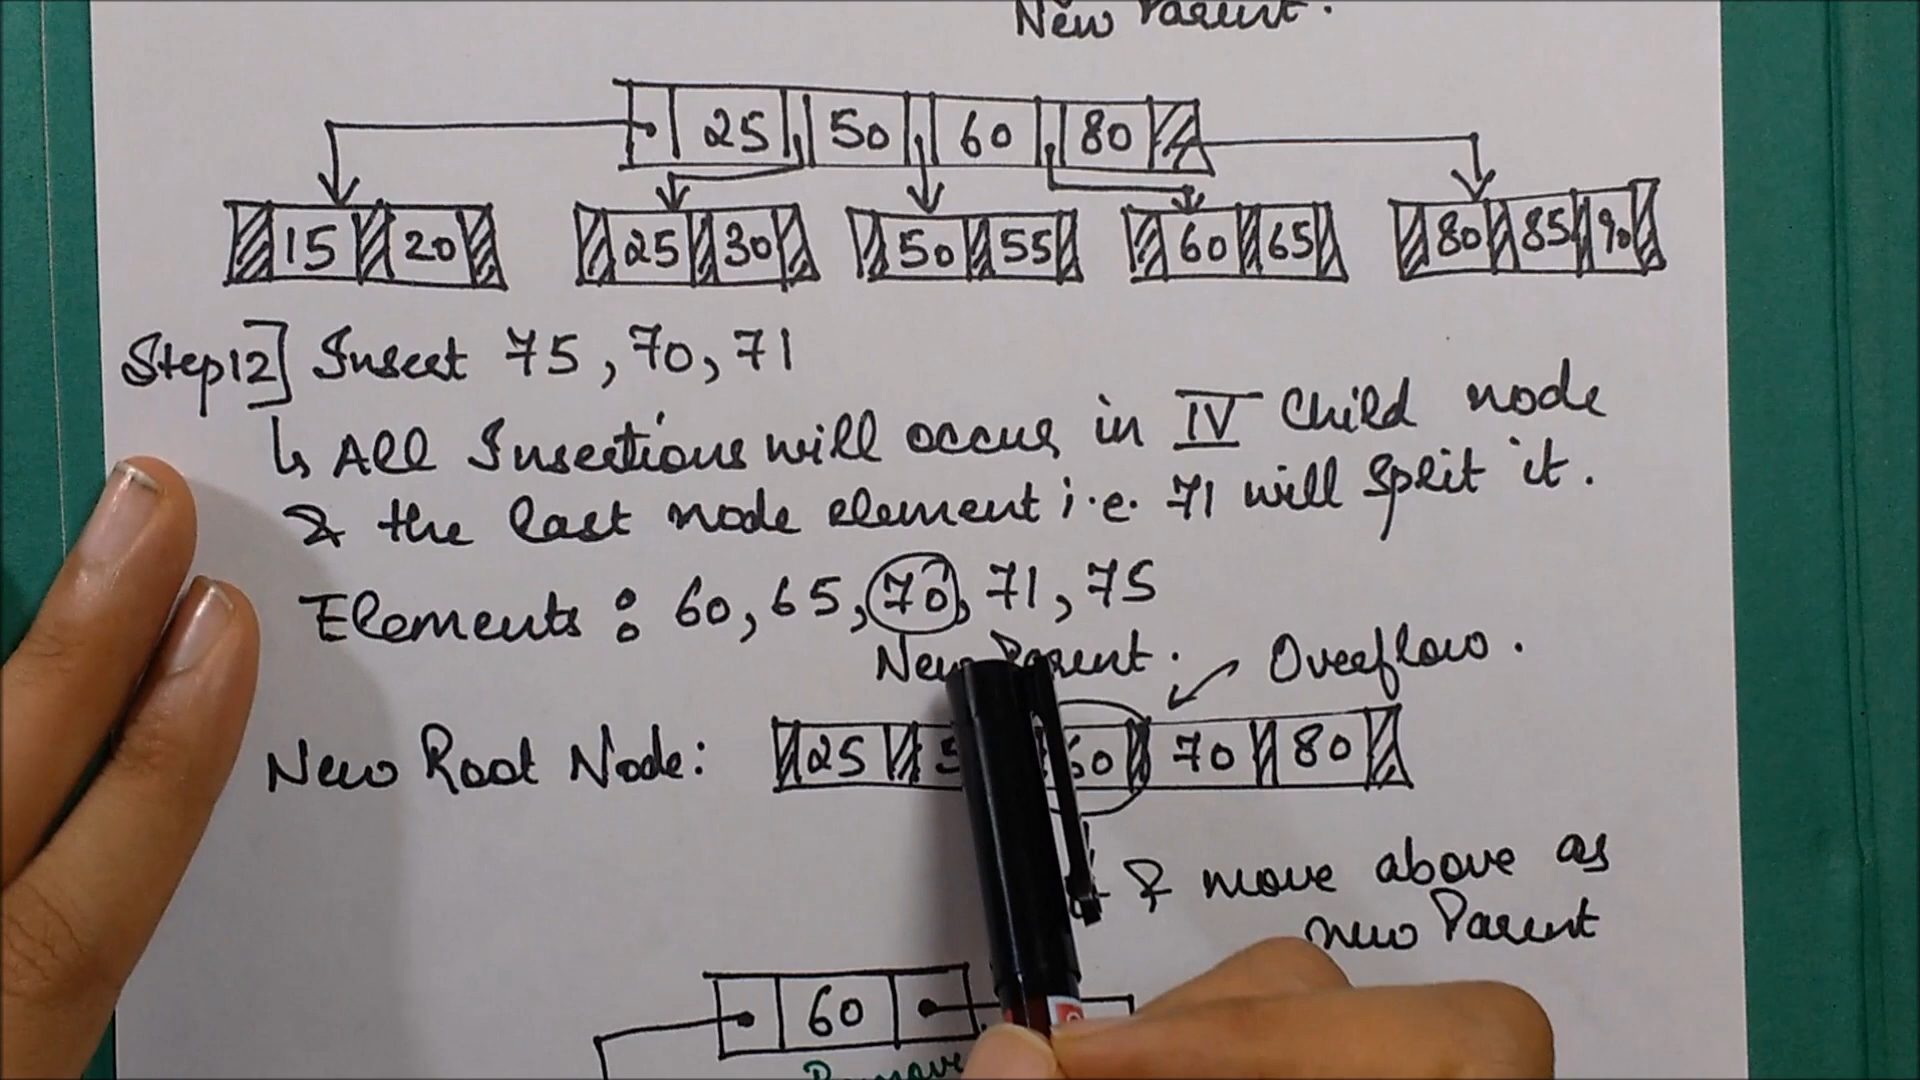 New Parent.
25 50 60 80
15 20 25 30 50 55 60 65 80 85 90
Step12] Insert 75, 70, 71
↳ All Insertions will occur in IV Child node
& the last node element i.e. 71 will split it.
Elements : 60, 65, 70, 71, 75
New Parent. Overflow.
New Root Node: 25 60 70 80
& move above as
new Parent
60